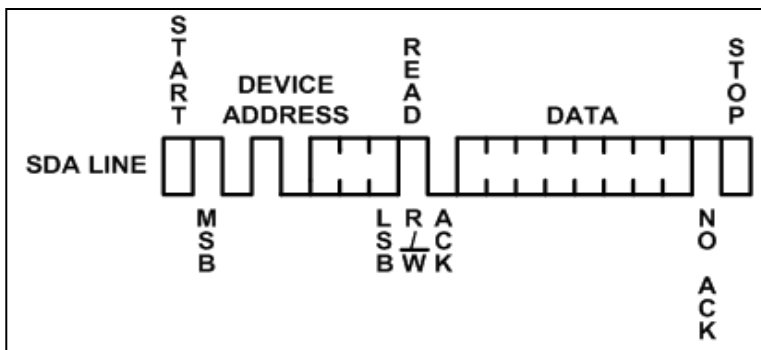 START
READ
STOP
DEVICE
ADDRESS
DATA
SDA LINE
MSB
LSB
R/W
ACK
NO ACK